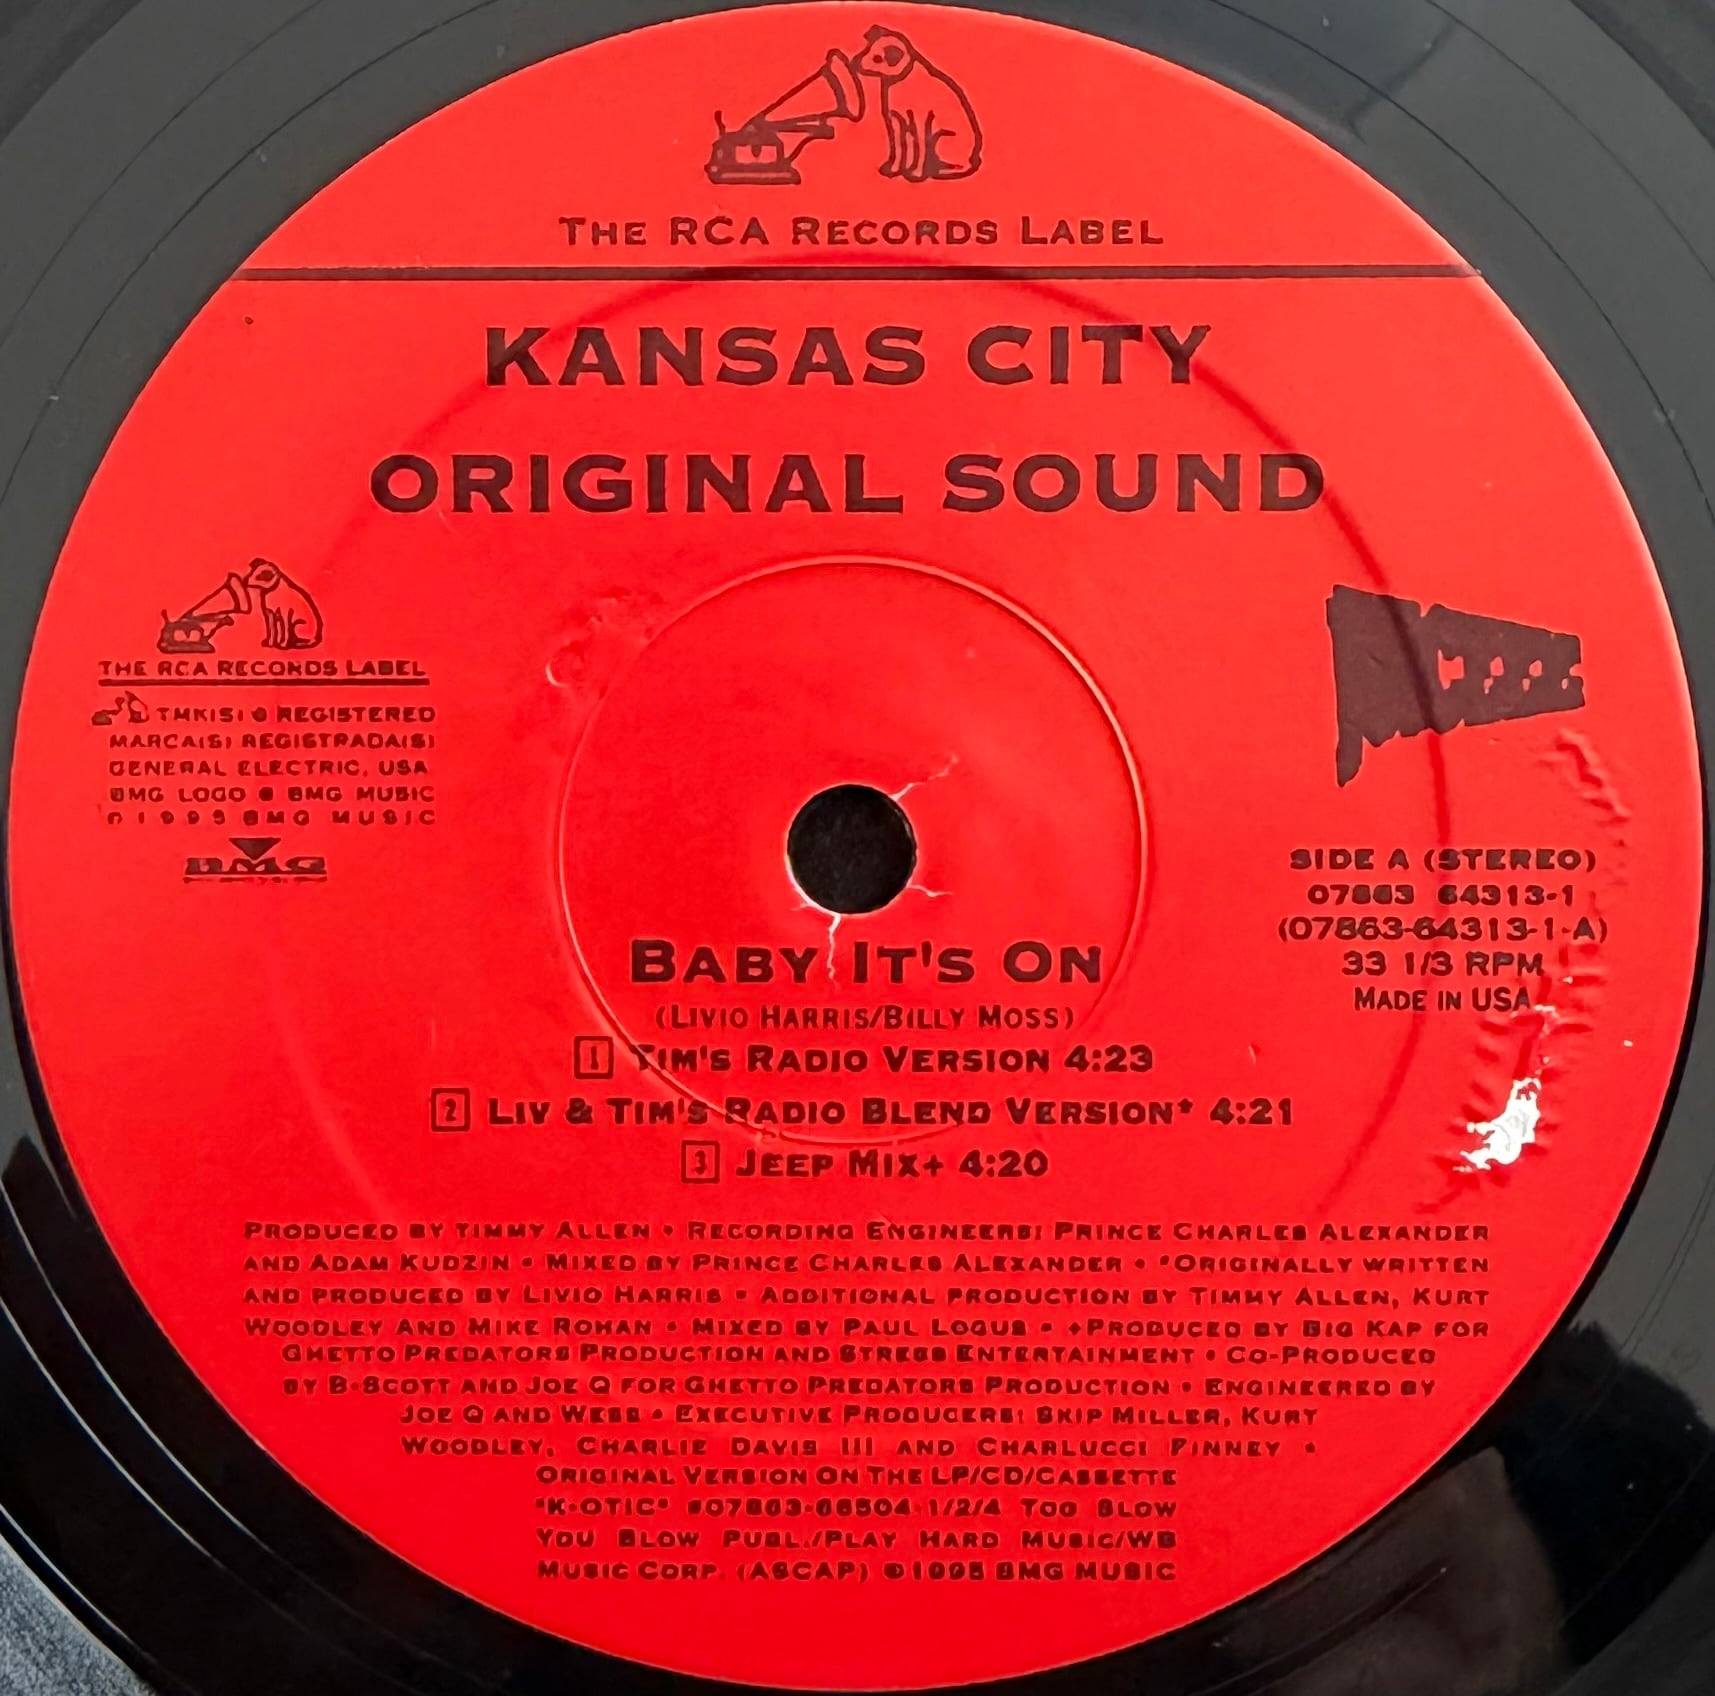 THE RCA RECORDS LABEL
KANSAS CITY
ORIGINAL SOUND
THE RCA RECORDS LABEL
TMK(S) ® REGISTERED
MARCA(S) REGISTRADA(S)
GENERAL ELECTRIC, USA
BMG LOGO ® BMG MUSIC
℗ 1995 BMG MUSIC
BMG
SIDE A (STEREO)
07863 64313-1
(07863-64313-1-A)
33 1/3 RPM
MADE IN USA
BABY IT'S ON
(LIVIO HARRIS/BILLY MOSS)
1 TIM'S RADIO VERSION 4:23
2 LIV & TIM'S RADIO BLEND VERSION* 4:21
3 JEEP MIX+ 4:20
PRODUCED BY TIMMY ALLEN • RECORDING ENGINEERS: PRINCE CHARLES ALEXANDER
AND ADAM KUDZIN • MIXED BY PRINCE CHARLES ALEXANDER • *ORIGINALLY WRITTEN
AND PRODUCED BY LIVIO HARRIS • ADDITIONAL PRODUCTION BY TIMMY ALLEN, KURT
WOODLEY AND MIKE ROHAN • MIXED BY PAUL LOGUS • +PRODUCED BY BIG KAP FOR
GHETTO PREDATORS PRODUCTION AND STRESS ENTERTAINMENT • CO-PRODUCED
BY B-SCOTT AND JOE Q FOR GHETTO PREDATORS PRODUCTION • ENGINEERED BY
JOE Q AND WEBB • EXECUTIVE PRODUCERS: SKIP MILLER, KURT
WOODLEY, CHARLIE DAVIS III AND CHARLUCCI FINNEY •
ORIGINAL VERSION ON THE LP/CD/CASSETTE
"K-OTIC" #07863-66504-1/2/4 TOO SLOW
YOU BLOW PUBL./PLAY HARD MUSIC/WB
MUSIC CORP. (ASCAP) ©1995 BMG MUSIC